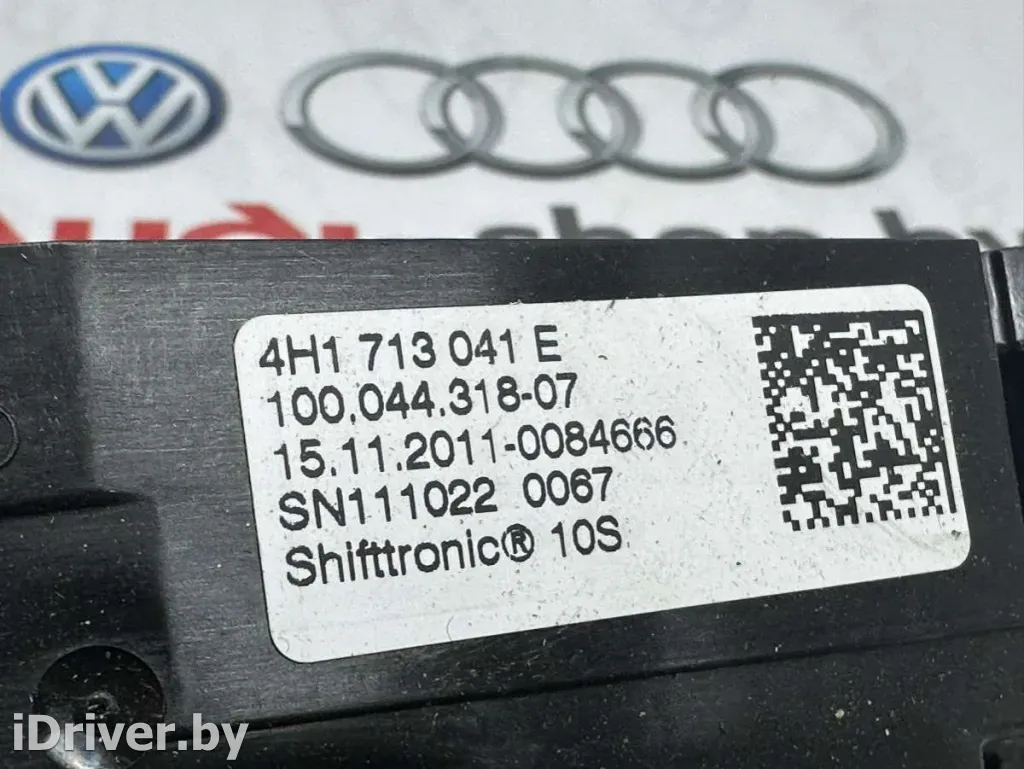 4H1 713 041 E
100.044.318-07
15.11.2011-0084666
SN111022 0067
Shifttronic® 10S
iDriver.by